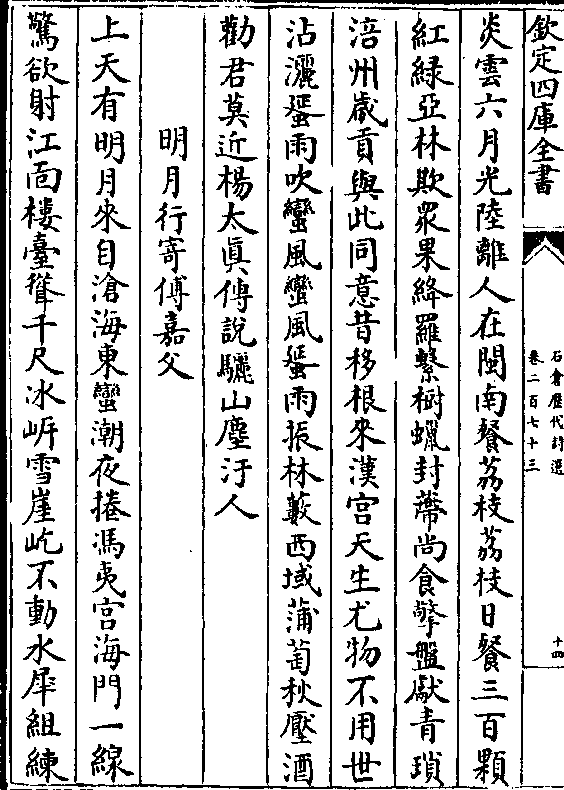 欽定四庫全書
石倉歷代詩選
卷二百七十三
十四
炎雲六月光陸離人在閩南餐荔枝荔枝日餐三百顆
紅緑亞林欺衆果絳羅繫樹蠟封蔕尚食擎盤獻青瑣
涪州歳貢與此同意昔移根來漢宫天生尤物不用世
沾灑蜑雨吹蠻風蠻風蜑雨振林藪西域蒲萄秋壓酒
勸君莫近楊太眞傳說驪山塵汙人
明月行寄傅嘉父
上天有明月來自滄海東蠻潮夜捲馮夷宫海門一線
驚欲射江面樓臺聳千尺冰㟁雪崖屹不動水犀組練